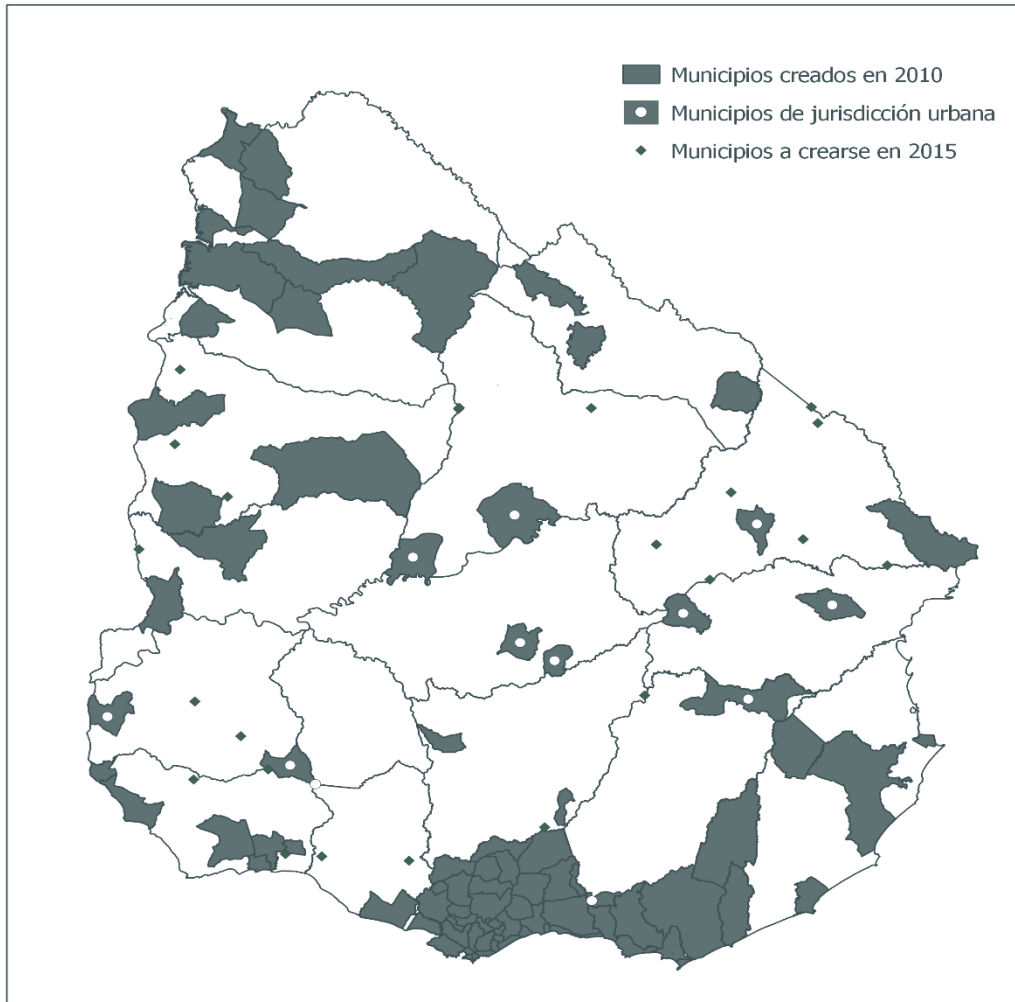 Municipios creados en 2010
Municipios de jurisdicción urbana
Municipios a crearse en 2015